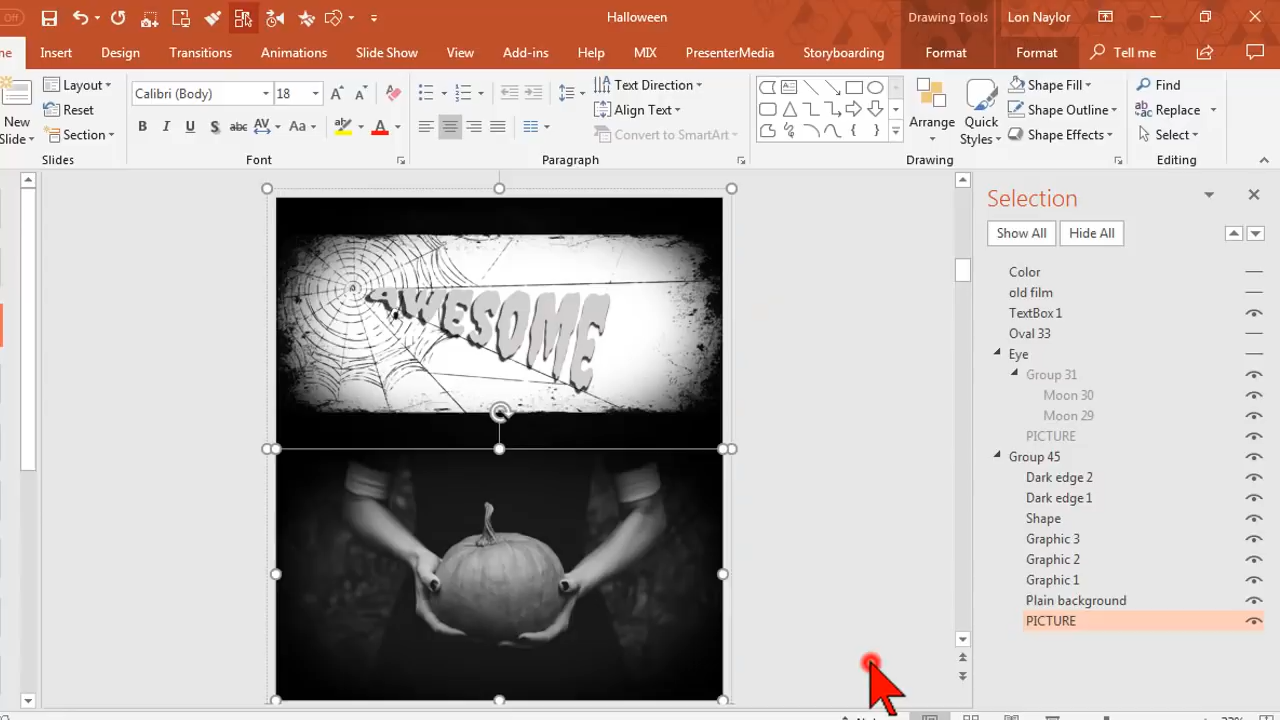 Off
Halloween
Drawing Tools
Lon Naylor
me
Insert
Design
Transitions
Animations
Slide Show
View
Add-ins
Help
MIX
PresenterMedia
Storyboarding
Format
Format
Tell me
New
Slide
Layout
Reset
Section
Slides
Calibri (Body)
18
A A A
B I U S abc AV Aa A
Font
Text Direction
Align Text
Convert to SmartArt
Paragraph
Arrange
Quick
Styles
Shape Fill
Shape Outline
Shape Effects
Drawing
Find
Replace
Select
Editing
AWESOME
Selection
Show All
Hide All
Color
old film
TextBox 1
Oval 33
Eye
Group 31
Moon 30
Moon 29
PICTURE
Group 45
Dark edge 2
Dark edge 1
Shape
Graphic 3
Graphic 2
Graphic 1
Plain background
PICTURE